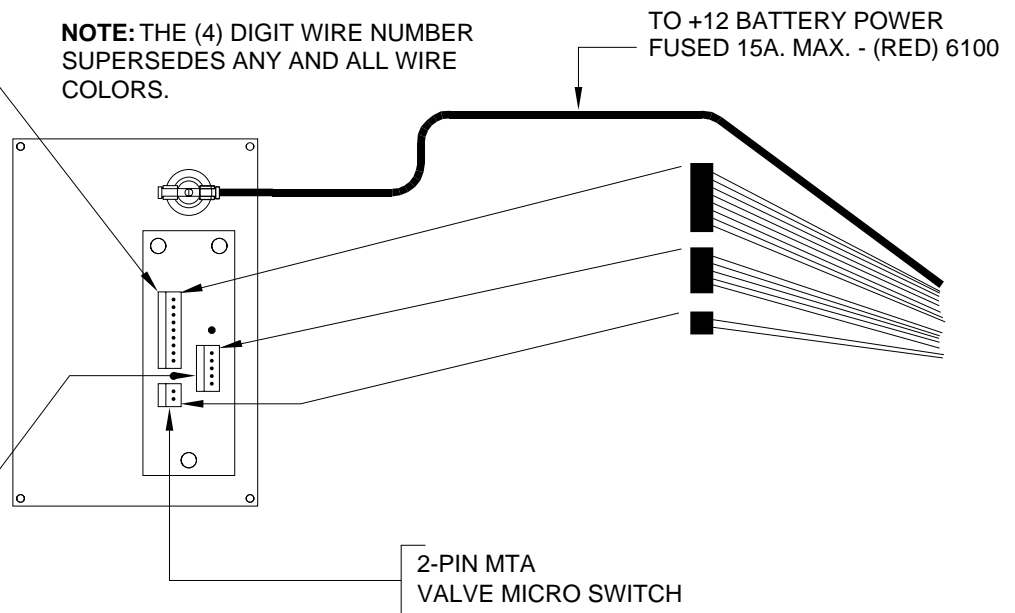 NOTE: THE (4) DIGIT WIRE NUMBER
SUPERSEDES ANY AND ALL WIRE
COLORS.
TO +12 BATTERY POWER
FUSED 15A. MAX. - (RED) 6100
2-PIN MTA
VALVE MICRO SWITCH